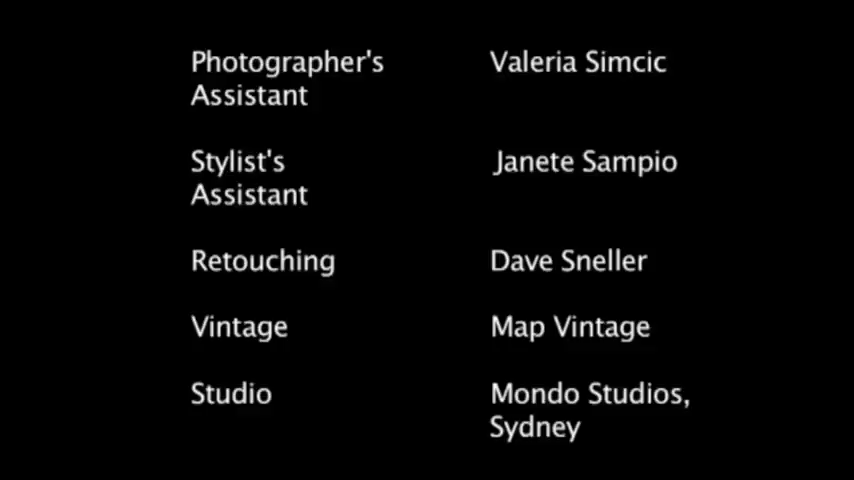 Photographer's Valeria Simcic
Assistant
Stylist's Janete Sampio
Assistant
Retouching Dave Sneller
Vintage Map Vintage
Studio Mondo Studios,
Sydney